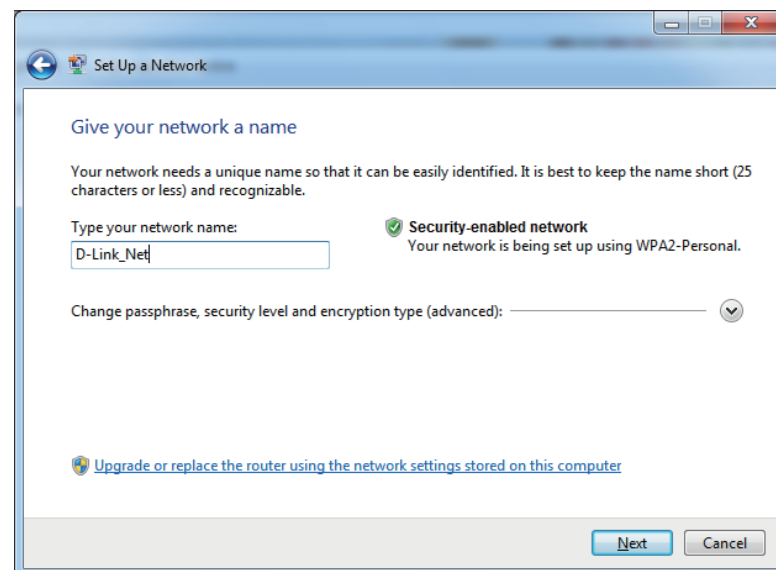 Set Up a Network
Give your network a name
Your network needs a unique name so that it can be easily identified. It is best to keep the name short (25
characters or less) and recognizable.
Type your network name:
Security-enabled network
D-Link_Net
Your network is being set up using WPA2-Personal.
Change passphrase, security level and encryption type (advanced):
Upgrade or replace the router using the network settings stored on this computer
Next
Cancel